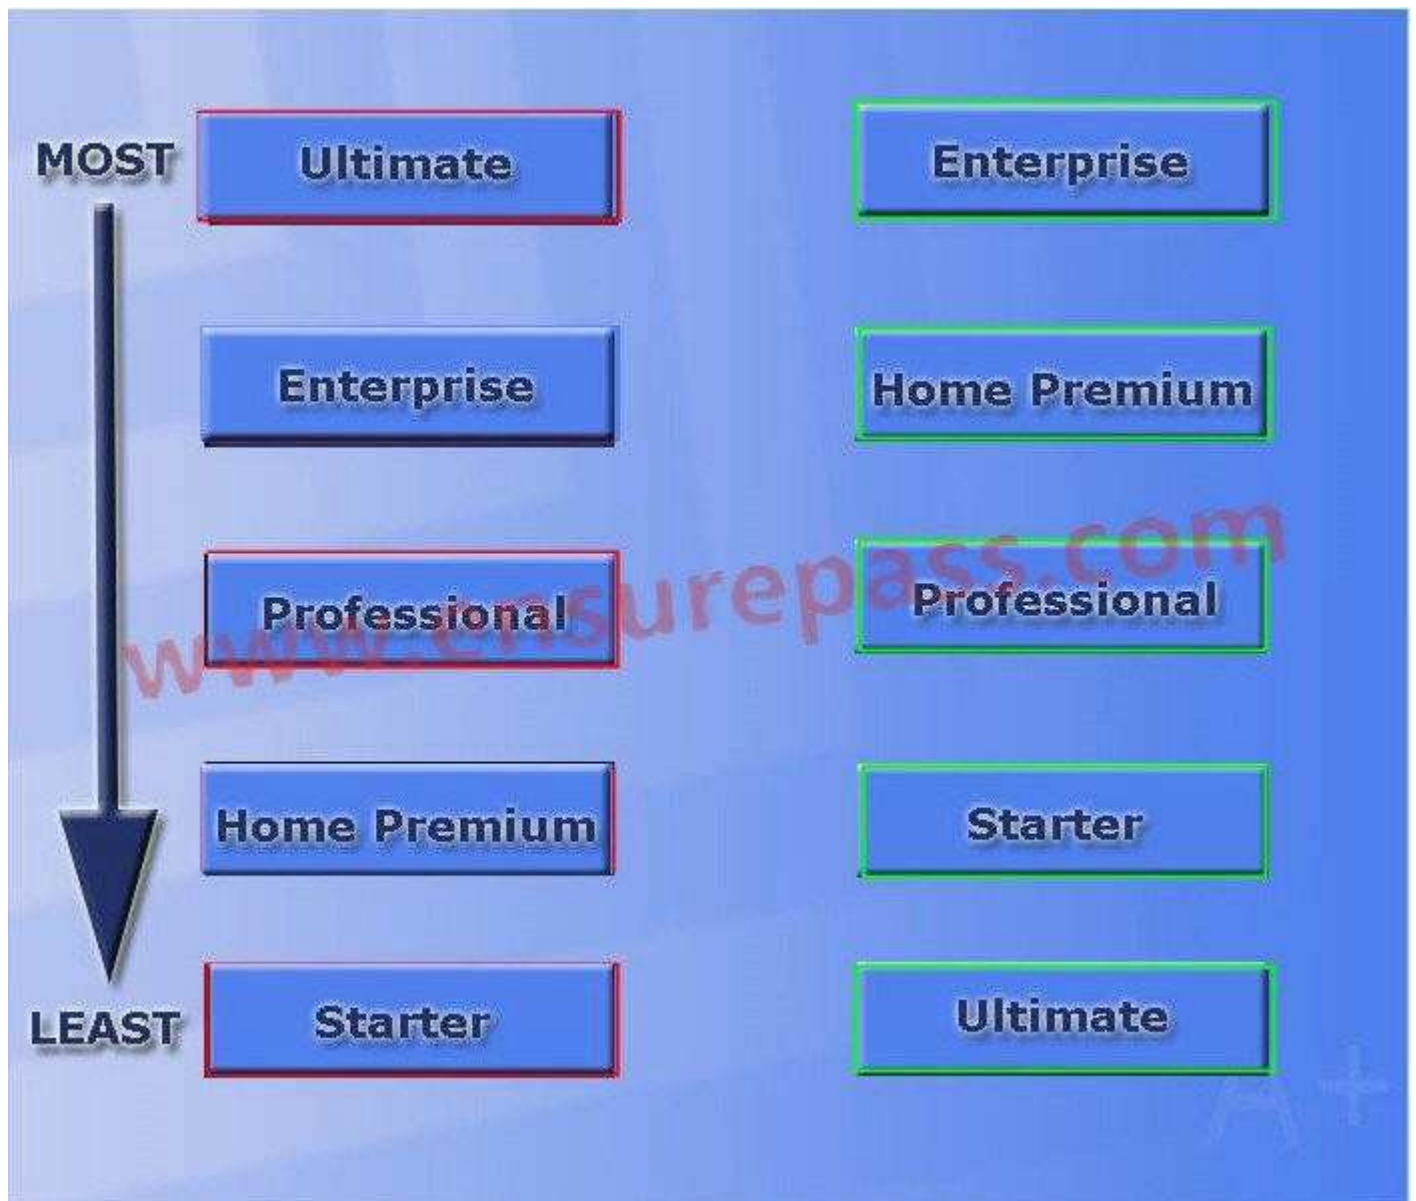 MOST
Ultimate
Enterprise
Enterprise
Home Premium
www.ensurepass.com
Professional
Professional
Home Premium
Starter
LEAST
Starter
Ultimate
A+